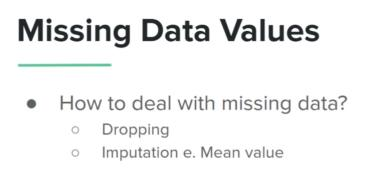 Missing Data Values
● How to deal with missing data?
○ Dropping
○ Imputation e. Mean value